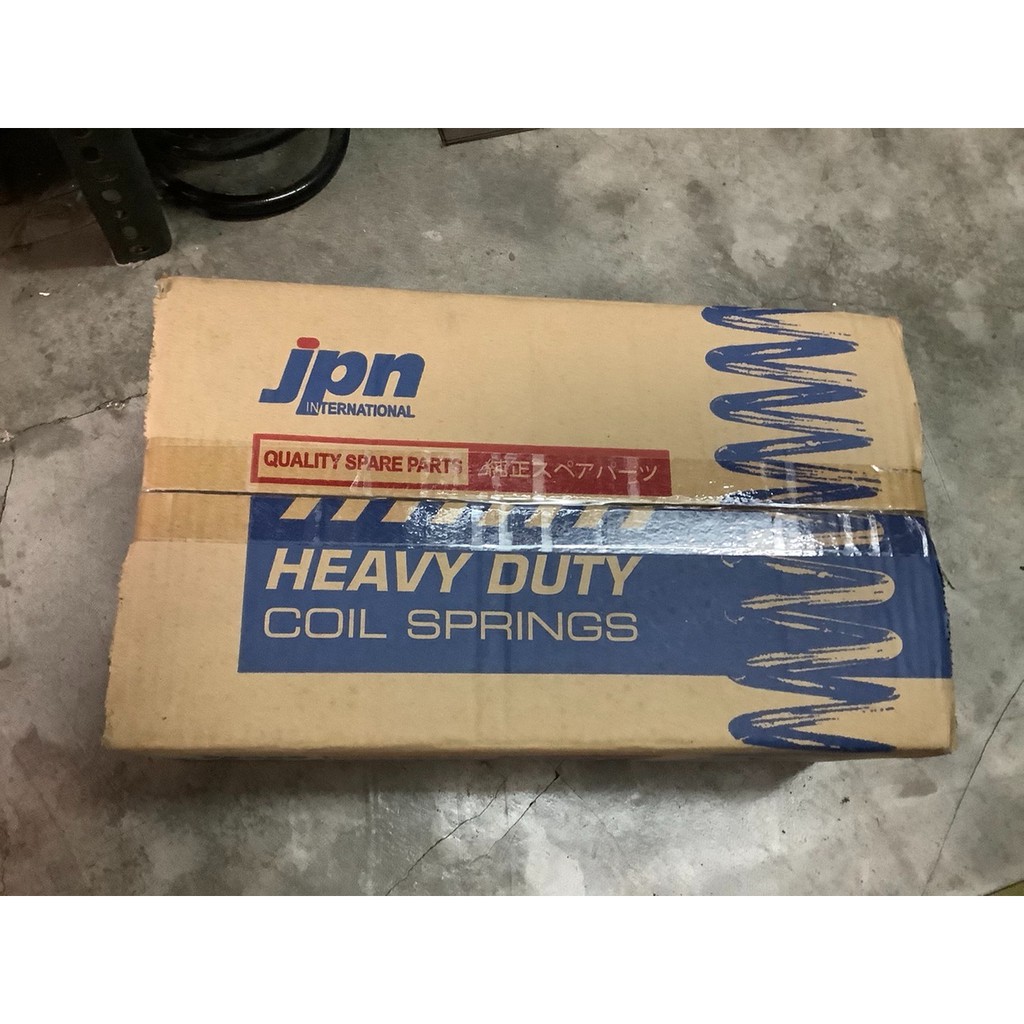 jpn
INTERNATIONAL
QUALITY SPARE PARTS 純正スペアパーツ
HEAVY DUTY
COIL SPRINGS